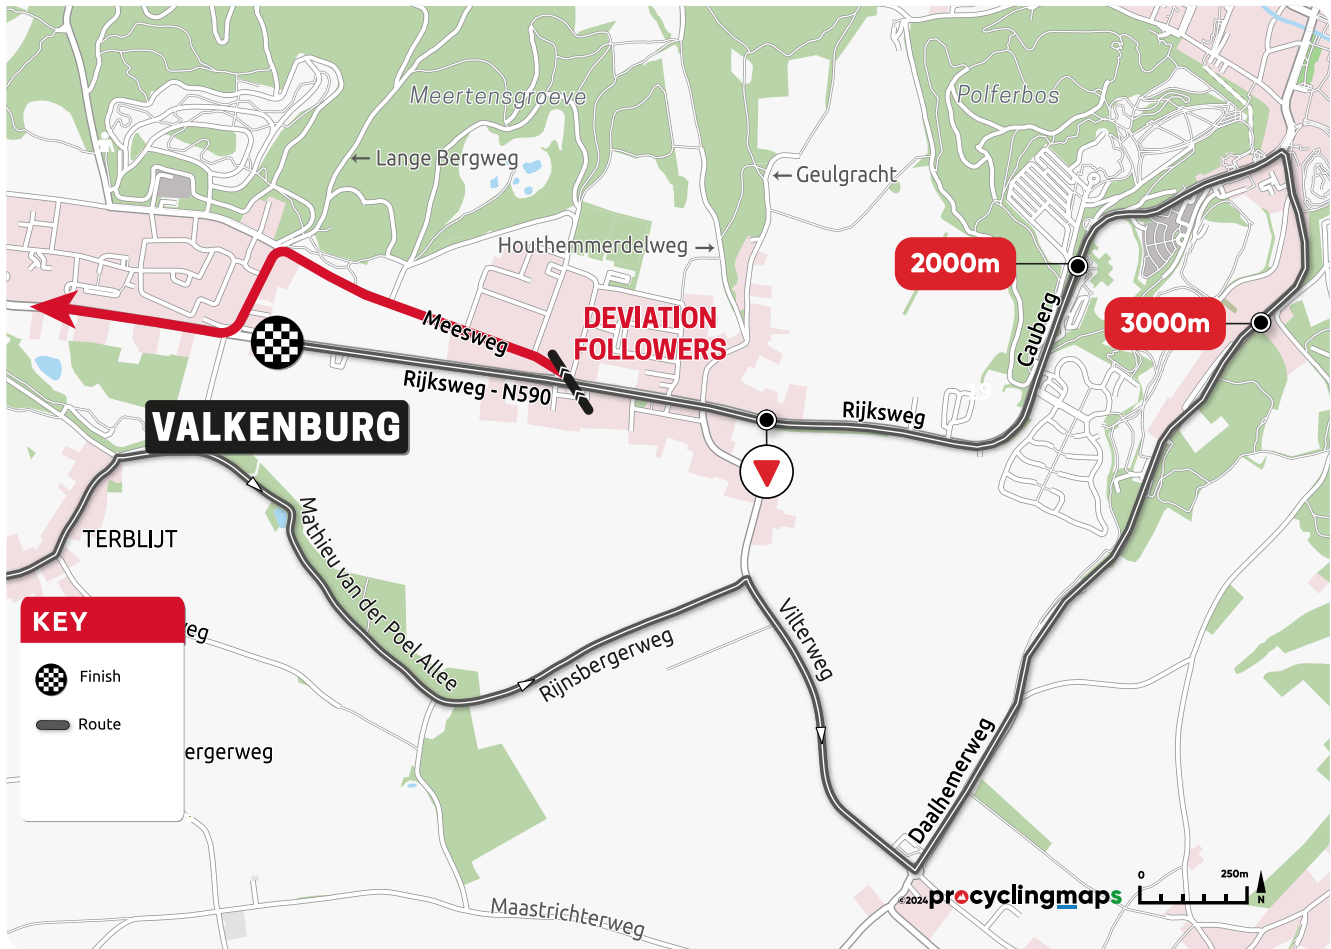 Meertensgroeve
Polferbos
← Lange Bergweg
← Geulgracht
Houthemmerdelweg →
2000m
3000m
Cauberg
DEVIATION
FOLLOWERS
Meesweg
Rijksweg - N590
Rijksweg
19
VALKENBURG
TERBLIJT
Mathieu van der Poel Allee
Rijnsbergerweg
Vilterweg
Daalhemerweg
KEY
Finish
Route
eg
ergerweg
Maastrichterweg
©2024 procyclingmaps
0 250m
N